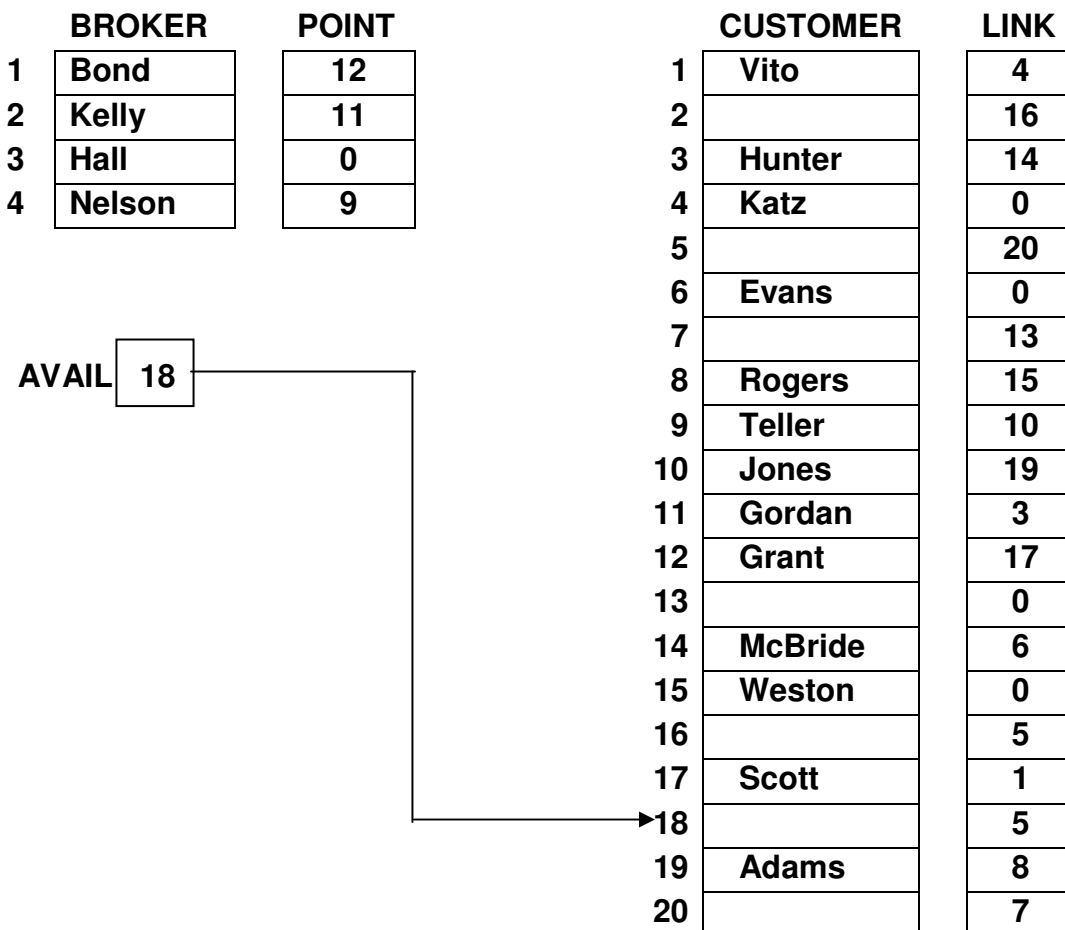 BROKER POINT CUSTOMER LINK
1 Bond 12 1 Vito 4
2 Kelly 11 2 16
3 Hall 0 3 Hunter 14
4 Nelson 9 4 Katz 0
5 20
6 Evans 0
7 13
AVAIL 18 8 Rogers 15
9 Teller 10
10 Jones 19
11 Gordan 3
12 Grant 17
13 0
14 McBride 6
15 Weston 0
16 5
17 Scott 1
18 5
19 Adams 8
20 7